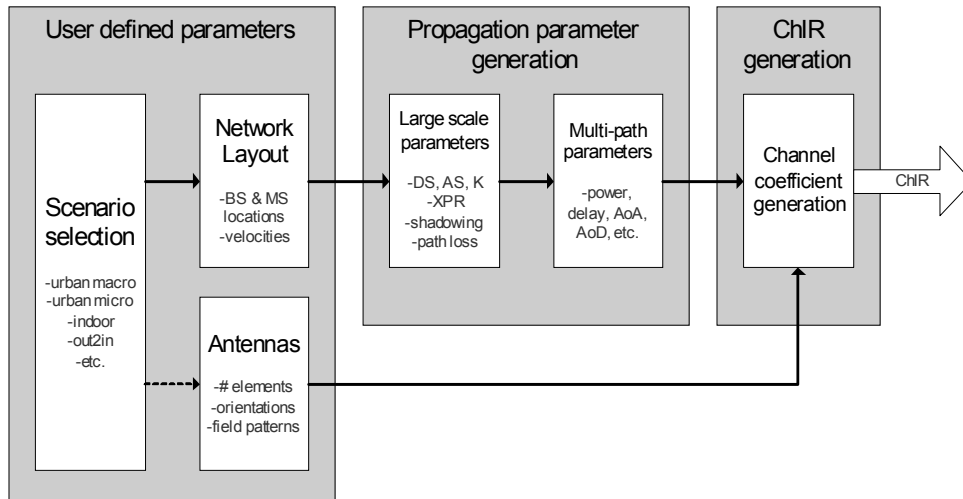 User defined parameters
Scenario
selection
-urban macro
-urban micro
-indoor
-out2in
-etc.
Network
Layout
-BS & MS
locations
-velocities
Antennas
-# elements
-orientations
-field patterns
Propagation parameter
generation
Large scale
parameters
-DS, AS, K
-XPR
-shadowing
-path loss
Multi-path
parameters
-power,
delay, AoA,
AoD, etc.
ChIR
generation
Channel
coefficient
generation
ChIR